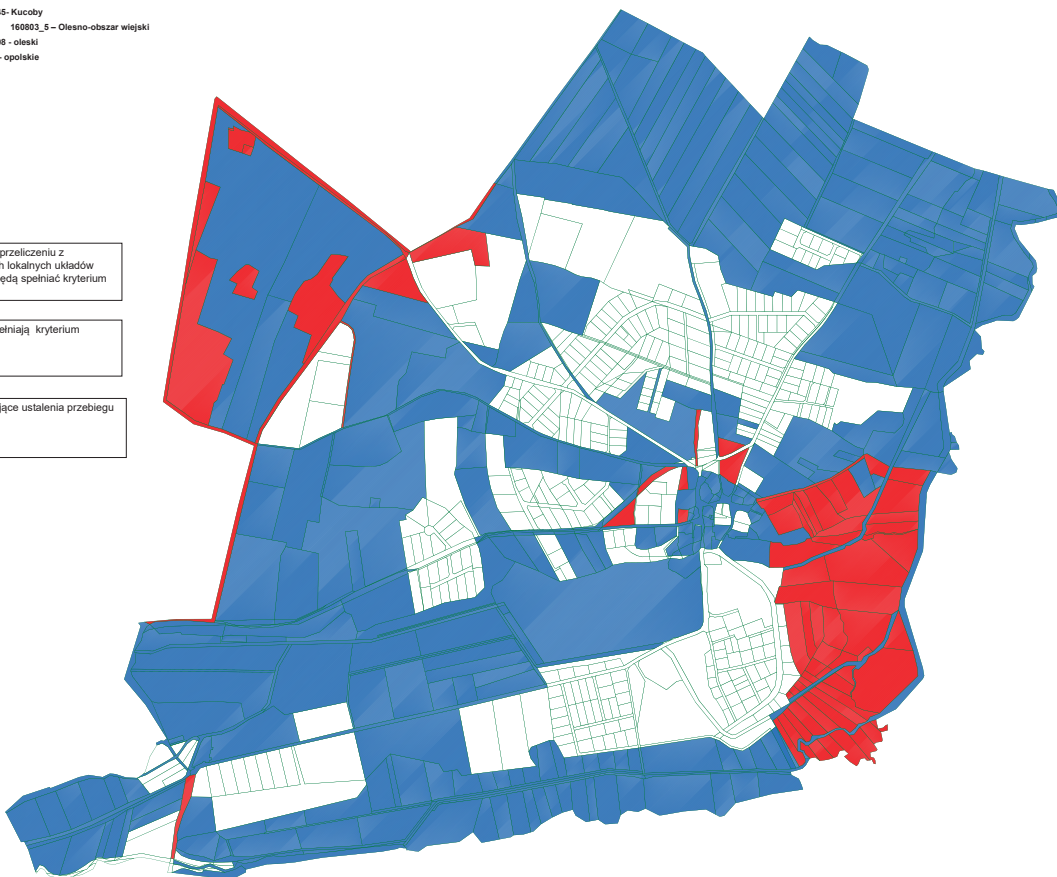 5- Kucoby
160803_5 – Olesno-obszar wiejski
8 - oleski
- opolskie
przeliczeniu z
h lokalnych układów
ędą spełniać kryterium
ełniają kryterium
jące ustalenia przebiegu